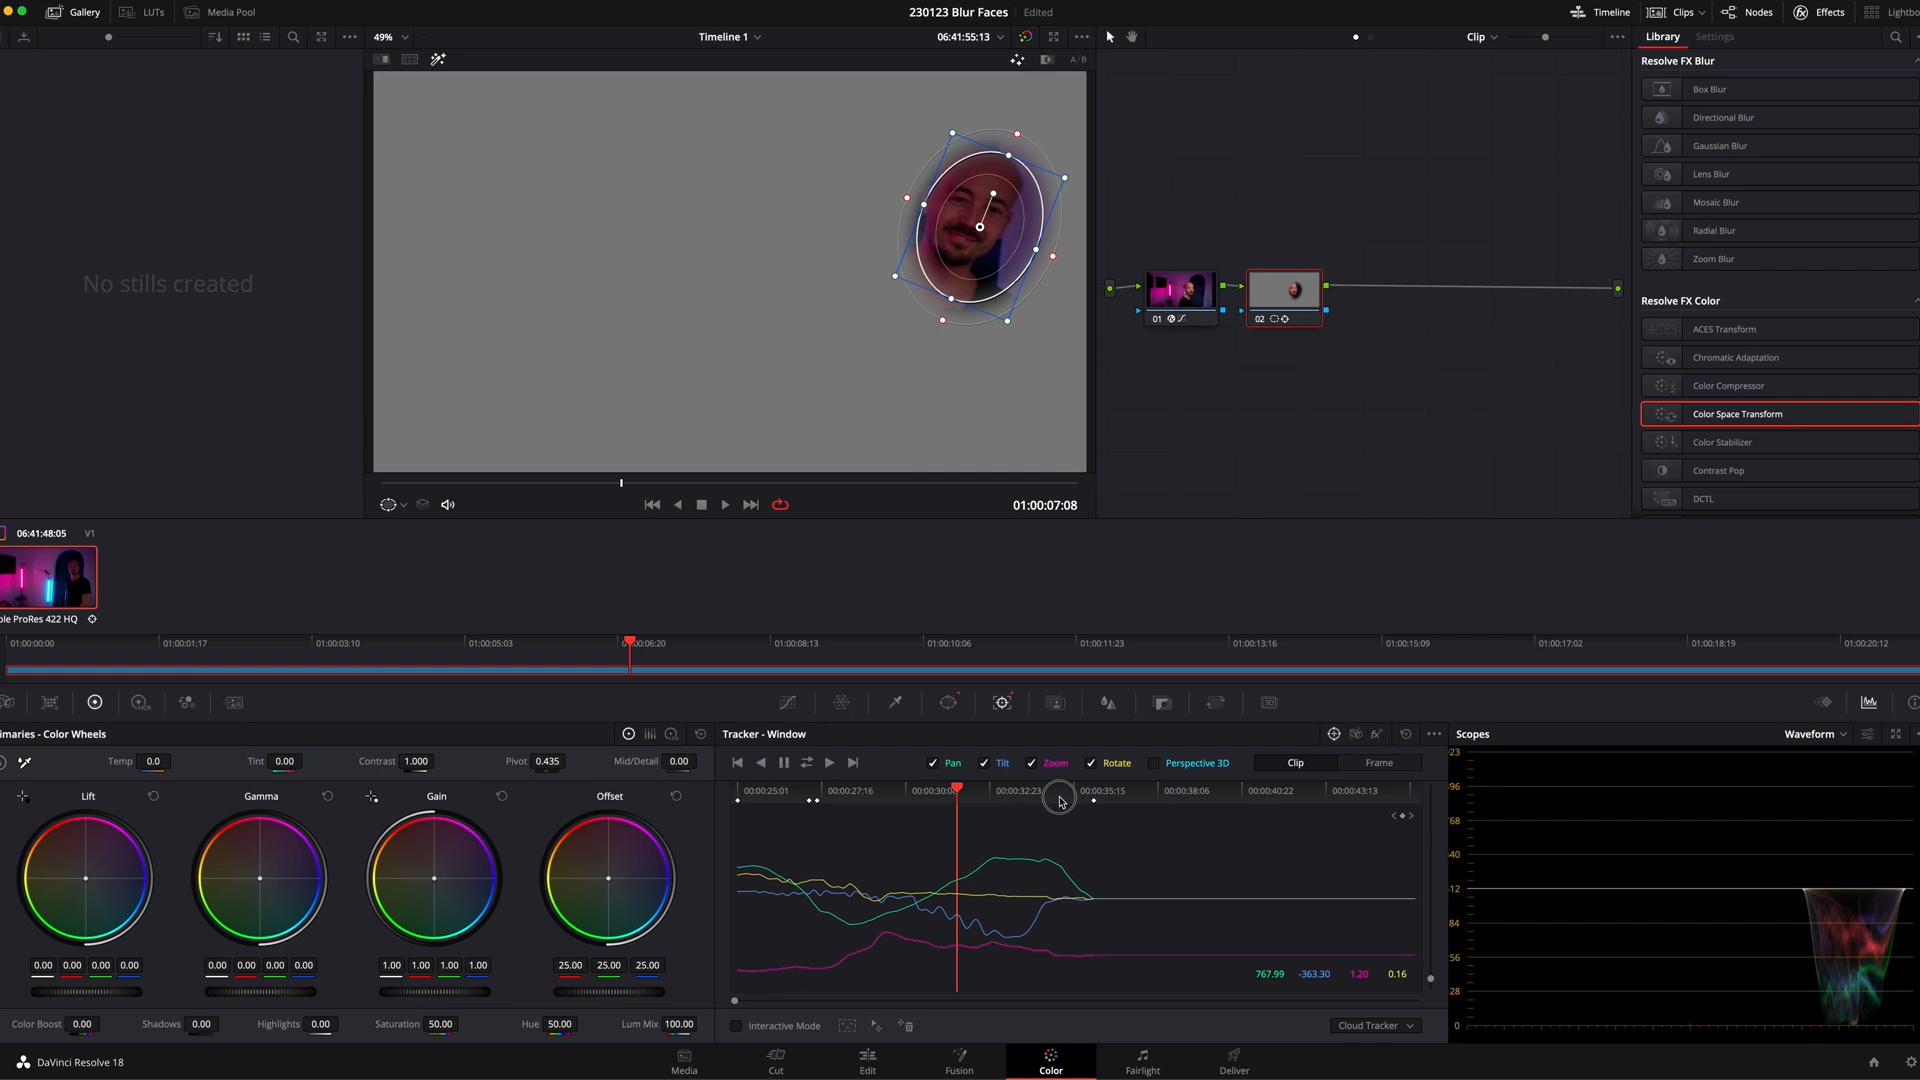 Gallery LUTs Media Pool 230123 Blur Faces Edited Timeline Clips Nodes fx Effects Lightbo
49% Timeline 1 06:41:55:13 Clip Library Settings
A/B
Resolve FX Blur
Box Blur
Directional Blur
Gaussian Blur
Lens Blur
Mosaic Blur
Radial Blur
Zoom Blur
No stills created
01 02
Resolve FX Color
ACES ACES Transform
Chromatic Adaptation
Color Compressor
Color Space Transform
Color Stabilizer
Contrast Pop
DCTL
01:00:07:08
06:41:48:05 V1
ple ProRes 422 HQ
01:00:00:00 01:00:01:17 01:00:03:10 01:00:05:03 01:00:06:20 01:00:08:13 01:00:10:06 01:00:11:23 01:00:13:16 01:00:15:09 01:00:17:02 01:00:18:19 01:00:20:12
HDR 3D
imaries - Color Wheels Tracker - Window fx Scopes Waveform
Temp 0.0 Tint 0.00 Contrast 1.000 Pivot 0.435 Mid/Detail 0.00 Pan Tilt Zoom Rotate Perspective 3D Clip Frame
Lift Gamma Gain Offset
00:00:25:01 00:00:27:16 00:00:30:0 00:00:32:23 00:00:35:15 00:00:38:06 00:00:40:22 00:00:43:13
23
96
68
40
12
84
56
28
0
0.00 0.00 0.00 0.00 0.00 0.00 0.00 0.00 1.00 1.00 1.00 1.00 25.00 25.00 25.00
767.99 -363.30 1.20 0.16
Color Boost 0.00 Shadows 0.00 Highlights 0.00 Saturation 50.00 Hue 50.00 Lum Mix 100.00 Interactive Mode Cloud Tracker
DaVinci Resolve 18 Media Cut Edit Fusion Color Fairlight Deliver